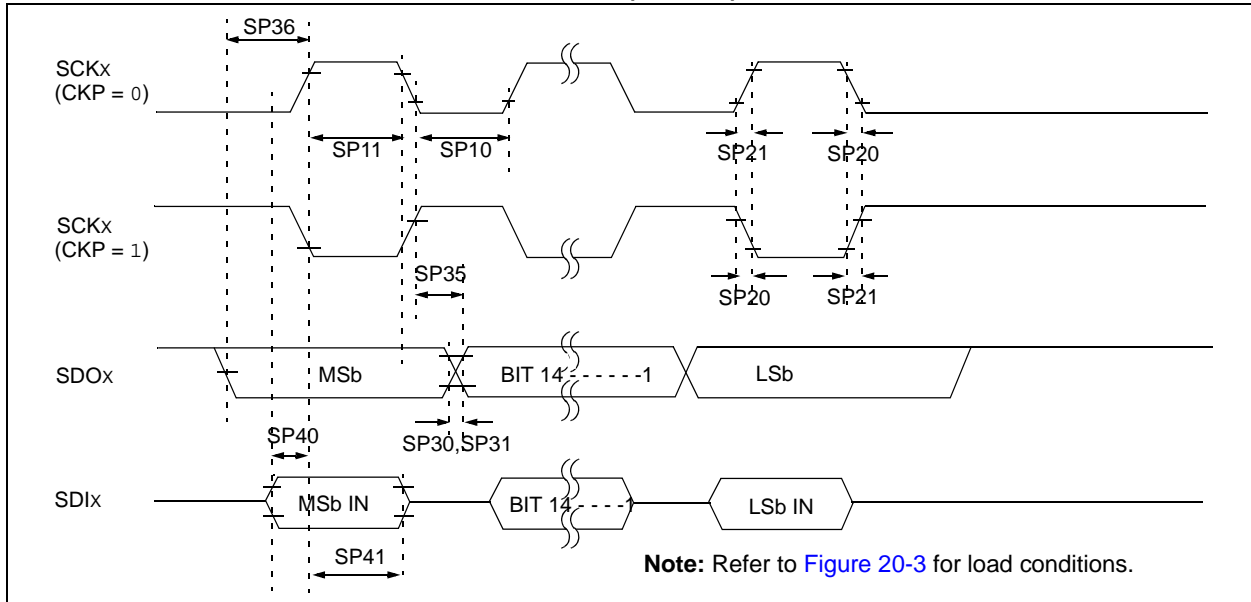 SP36
SCKX
(CKP = 0)
SP11
SP10
SP21
SP20
SCKX
(CKP = 1)
SP35
SP20
SP21
SDOX
MSb
BIT 14 - - - - - -1
LSb
SP40
SP30,SP31
SDIX
MSb IN
BIT 14 - - - - 1
LSb IN
SP41
Note: Refer to Figure 20-3 for load conditions.